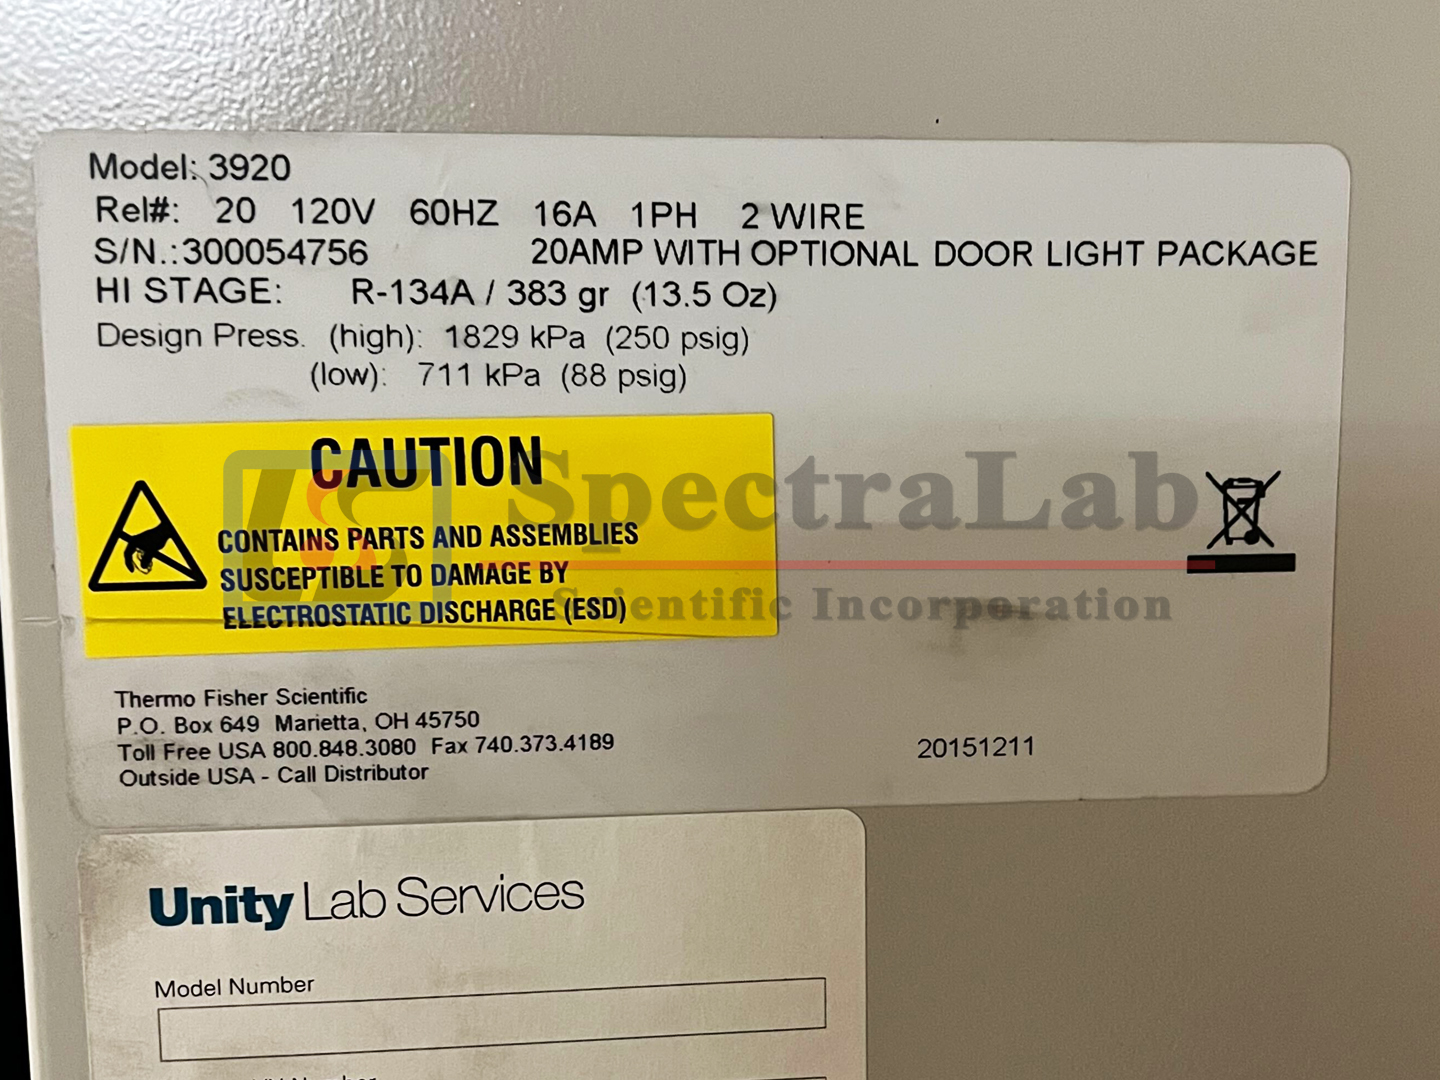 Model: 3920
Rel#: 20 120V 60HZ 16A 1PH 2 WIRE
S/N.:300054756 20AMP WITH OPTIONAL DOOR LIGHT PACKAGE
HI STAGE: R-134A / 383 gr (13.5 Oz)
Design Press. (high): 1829 kPa (250 psig)
(low): 711 kPa (88 psig)
CAUTION
CONTAINS PARTS AND ASSEMBLIES
SUSCEPTIBLE TO DAMAGE BY
ELECTROSTATIC DISCHARGE (ESD)
SpectraLab
Scientific Incorporation
Thermo Fisher Scientific
P.O. Box 649 Marietta, OH 45750
Toll Free USA 800.848.3080 Fax 740.373.4189
Outside USA - Call Distributor
20151211
Unity Lab Services
Model Number